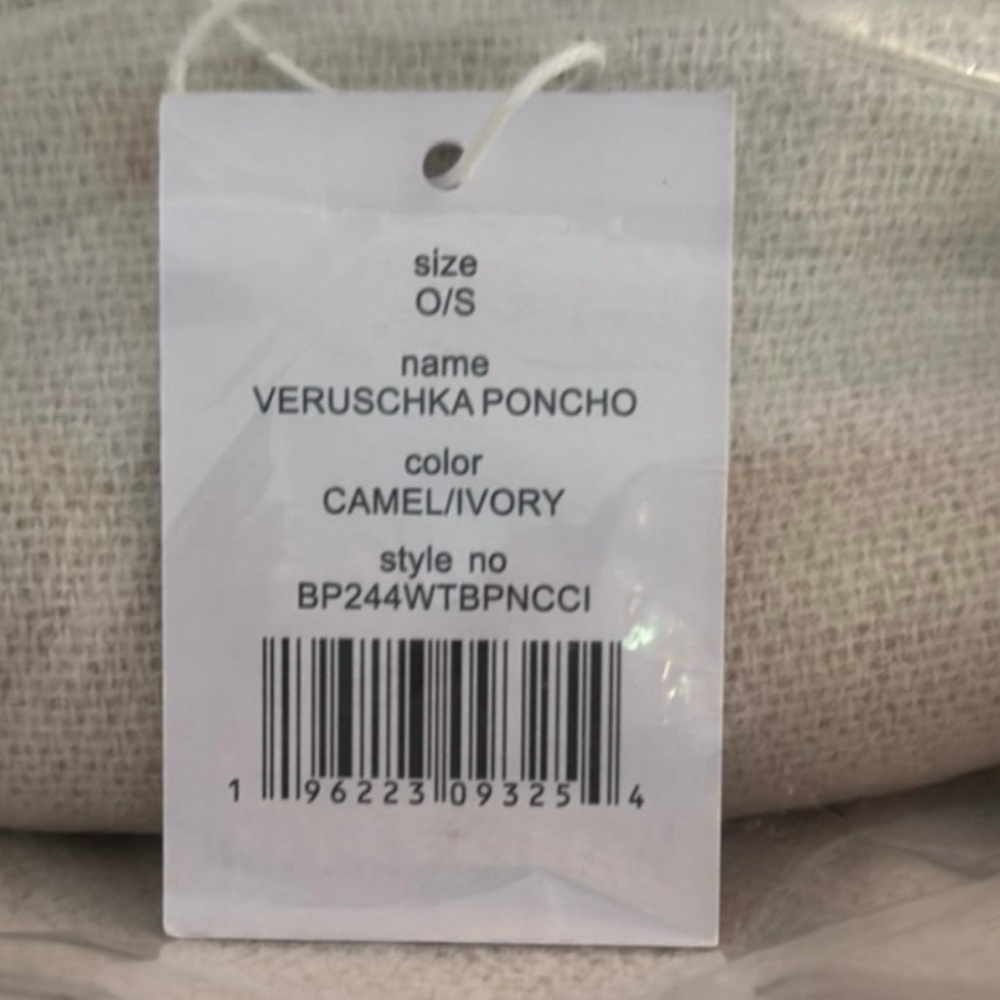 size
O/S
name
VERUSCHKA PONCHO
color
CAMEL/IVORY
style no
BP244WTBPNCCI
1 96223 09325 4